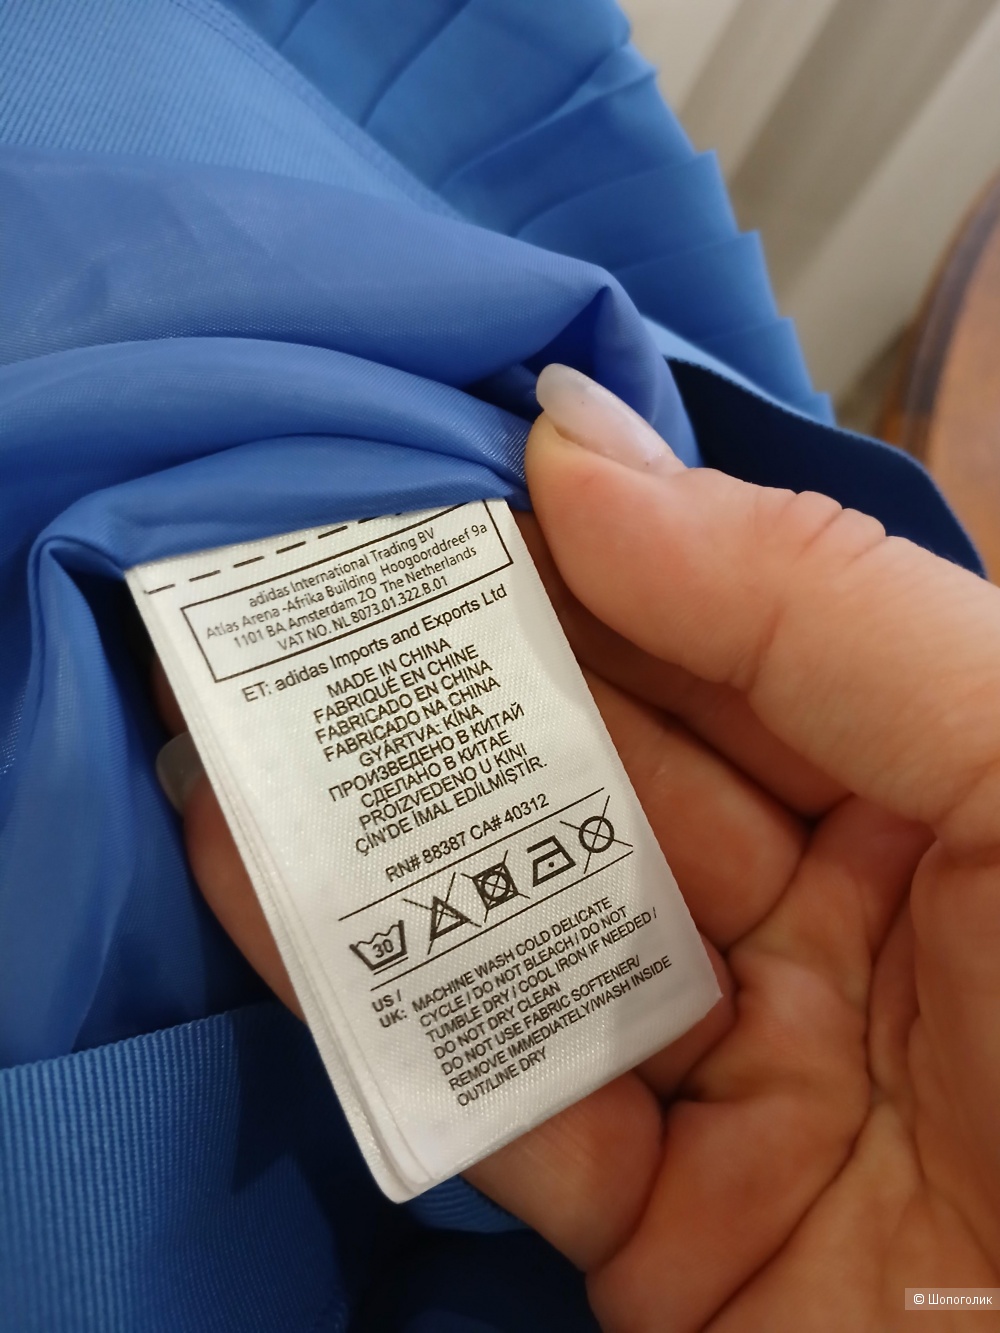 adidas International Trading BV
Atlas Arena -Afrika Building Hoogoorddreef 9a
1101 BA Amsterdam ZO The Netherlands
VAT NO. NL 8073.01.322.B.01
ET: adidas Imports and Exports Ltd
MADE IN CHINA
FABRIQUÉ EN CHINE
FABRICADO EN CHINA
FABRICADO NA CHINA
GYÁRTVA: KÍNA
ПРОИЗВЕДЕНО В КИТАЙ
СДЕЛАНО В КИТАЕ
PROIZVEDENO U KINI
ÇİN'DE İMAL EDİLMİŞTİR.
RN# 88387 CA# 40312
30
US /
UK:
MACHINE WASH COLD DELICATE
CYCLE / DO NOT BLEACH / DO NOT
TUMBLE DRY / COOL IRON IF NEEDED /
DO NOT DRY CLEAN
DO NOT USE FABRIC SOFTENER/
REMOVE IMMEDIATELY/WASH INSIDE
OUT/LINE DRY
© Шопоголик